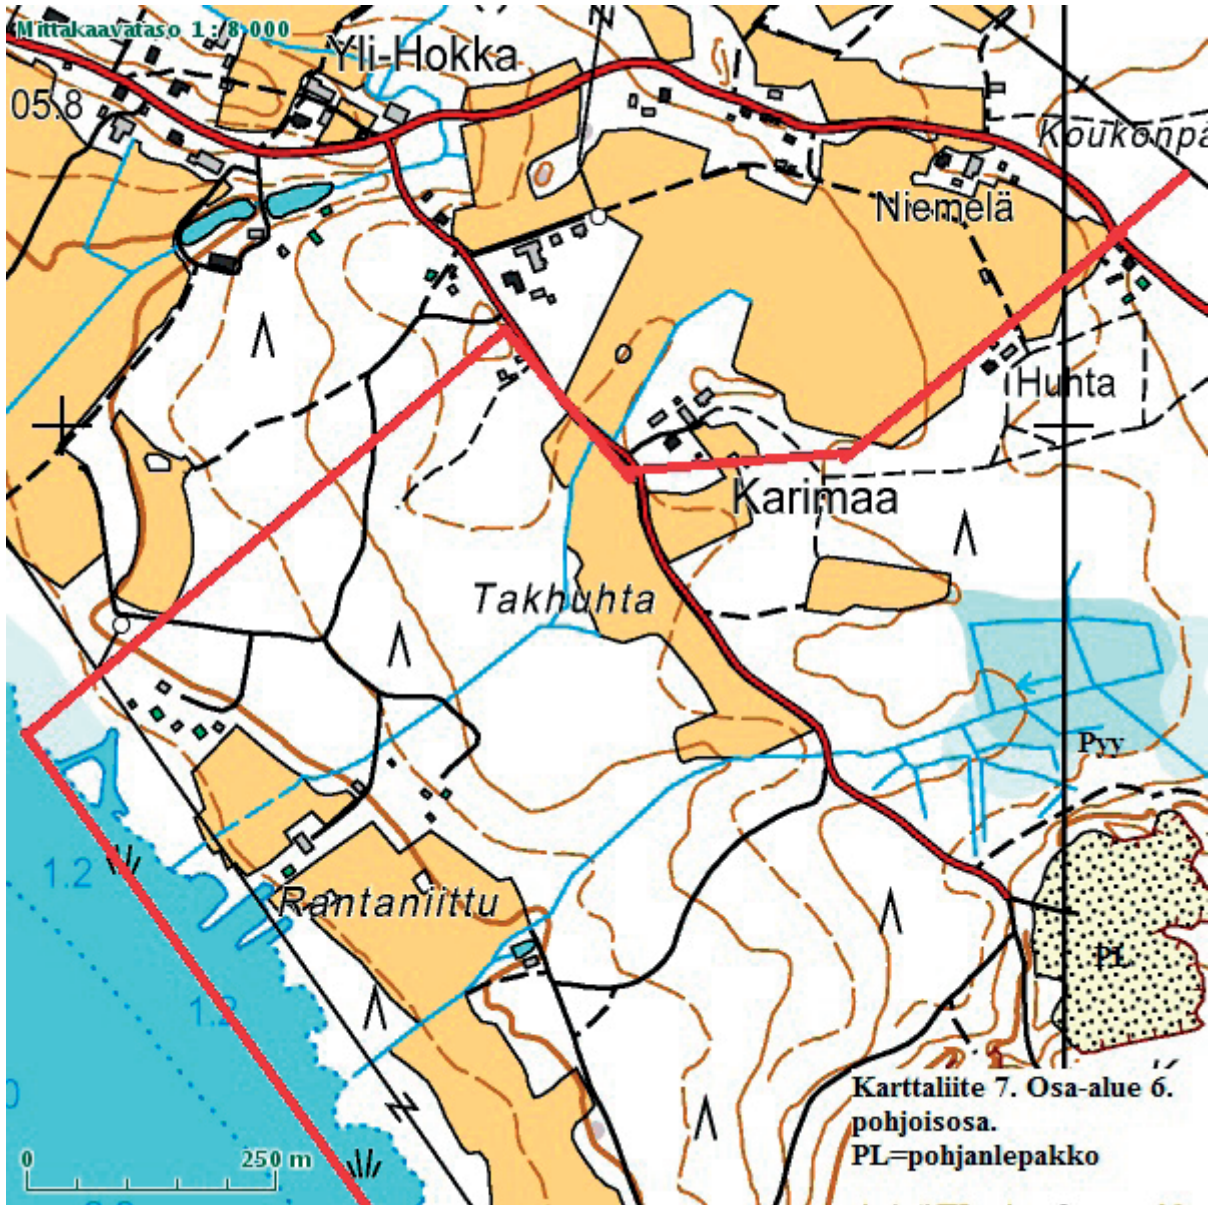 Mittakaavataso 1 : 8 000
Yli-Hokka
05.8
Koukonpä
Niemelä
Huhta
Karimaa
Takhuhta
Pyy
1.2
Rantaniittu
PL
1.2
Karttaliite 7. Osa-alue 6.
pohjoisosa.
PL=pohjanlepakko
0 250 m